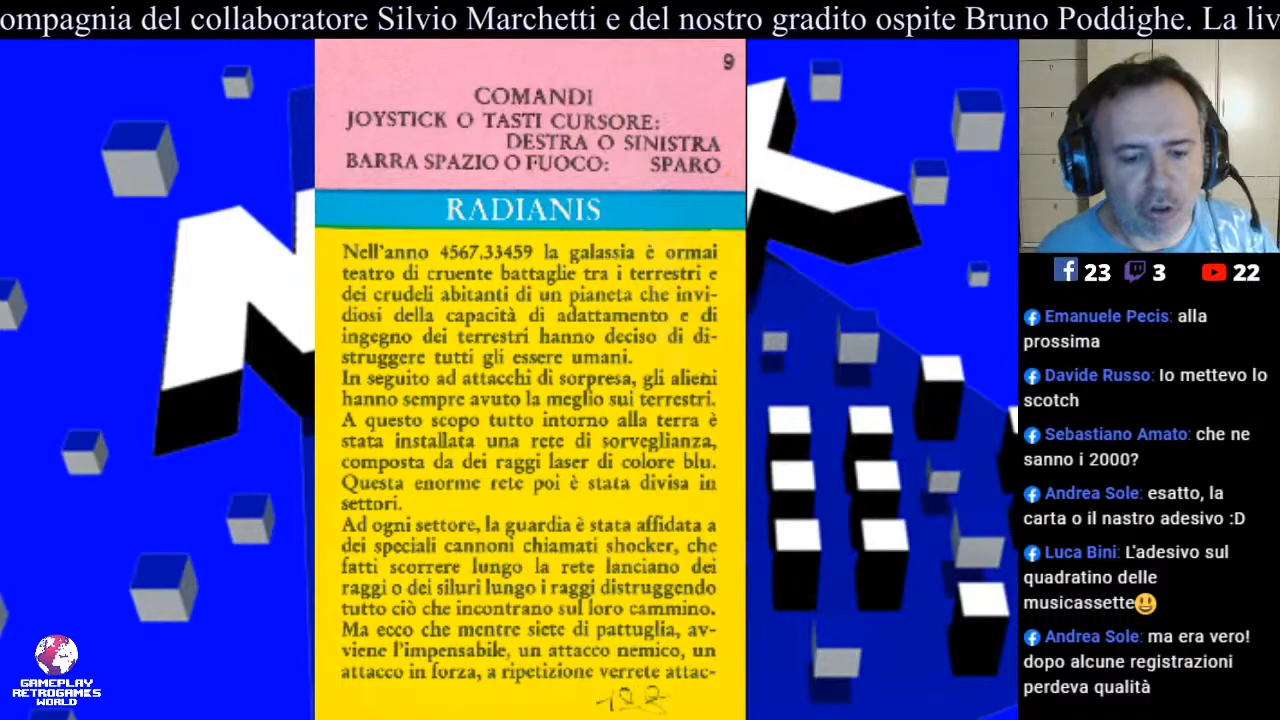 ompagnia del collaboratore Silvio Marchetti e del nostro gradito ospite Bruno Poddighe. La liv
9
COMANDI
JOYSTICK O TASTI CURSORE:
DESTRA O SINISTRA
BARRA SPAZIO O FUOCO: SPARO
RADIANIS
Nell'anno 4567,33459 la galassia è ormai
teatro di cruente battaglie tra i terrestri e
dei crudeli abitanti di un pianeta che invi-
diosi della capacità di adattamento e di
ingegno dei terrestri hanno deciso di di-
struggere tutti gli essere umani.
In seguito ad attacchi di sorpresa, gli alieni
hanno sempre avuto la meglio sui terrestri.
A questo scopo tutto intorno alla terra è
stata installata una rete di sorveglianza,
composta da dei raggi laser di colore blu.
Questa enorme rete poi è stata divisa in
settori.
Ad ogni settore, la guardia è stata affidata a
dei speciali cannoni chiamati shocker, che
fatti scorrere lungo la rete lanciano dei
raggi o dei siluri lungo i raggi distruggendo
tutto ciò che incontrano sul loro cammino.
Ma ecco che mentre siete di pattuglia, av-
viene l'impensabile, un attacco nemico, un
attacco in forza, a ripetizione verrete attac-
23
3
22
Emanuele Pecis: alla
prossima
Davide Russo: Io mettevo lo
scotch
Sebastiano Amato: che ne
sanno i 2000?
Andrea Sole: esatto, la
carta o il nastro adesivo :D
Luca Bini: L'adesivo sul
quadratino delle
musicassette😃
Andrea Sole: ma era vero!
dopo alcune registrazioni
perdeva qualità
GAMEPLAY
RETROGAMES
WORLD